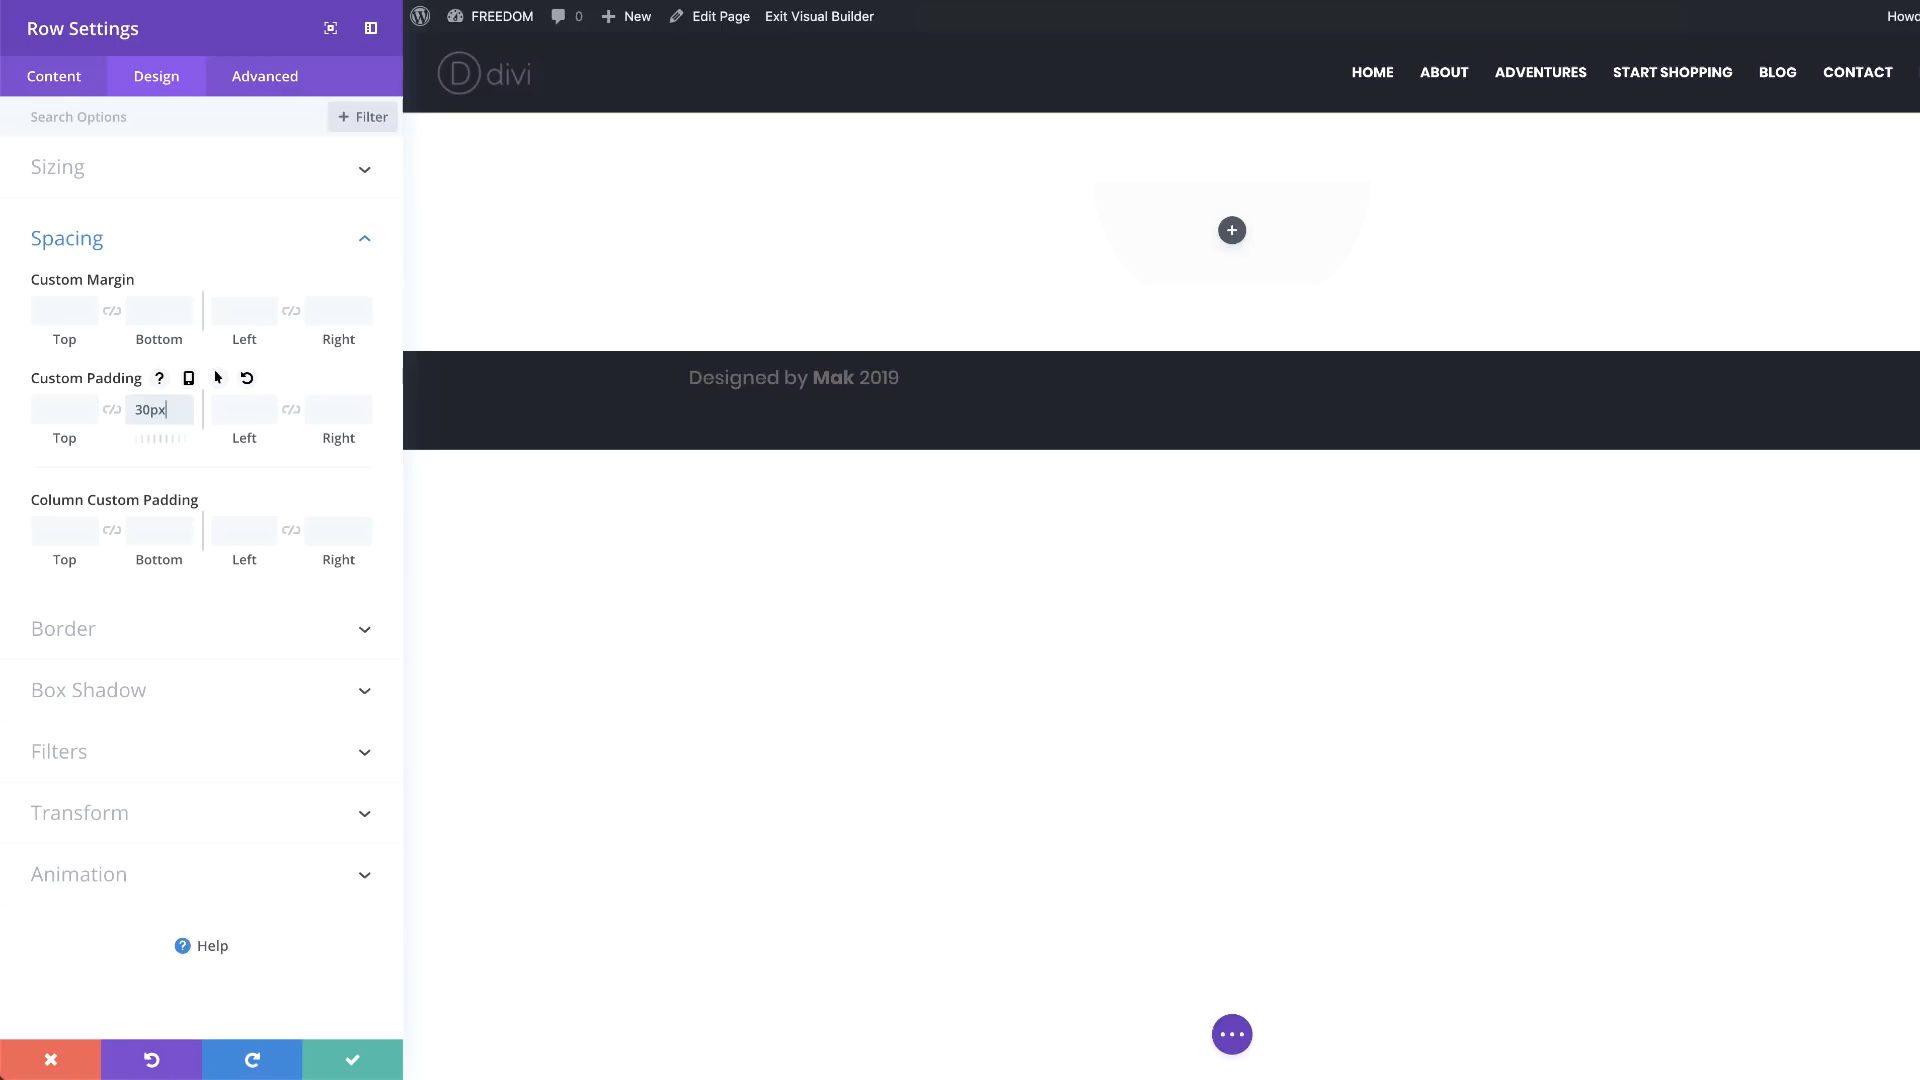 Row Settings
Content
Design
Advanced
Search Options
+ Filter
Sizing
Spacing
Custom Margin
Top
Bottom
Left
Right
Custom Padding ?
30px
Top
Left
Right
Column Custom Padding
Top
Bottom
Left
Right
Border
Box Shadow
Filters
Transform
Animation
? Help
FREEDOM
0
+ New
Edit Page
Exit Visual Builder
Howd
D divi
HOME
ABOUT
ADVENTURES
START SHOPPING
BLOG
CONTACT
Designed by Mak 2019